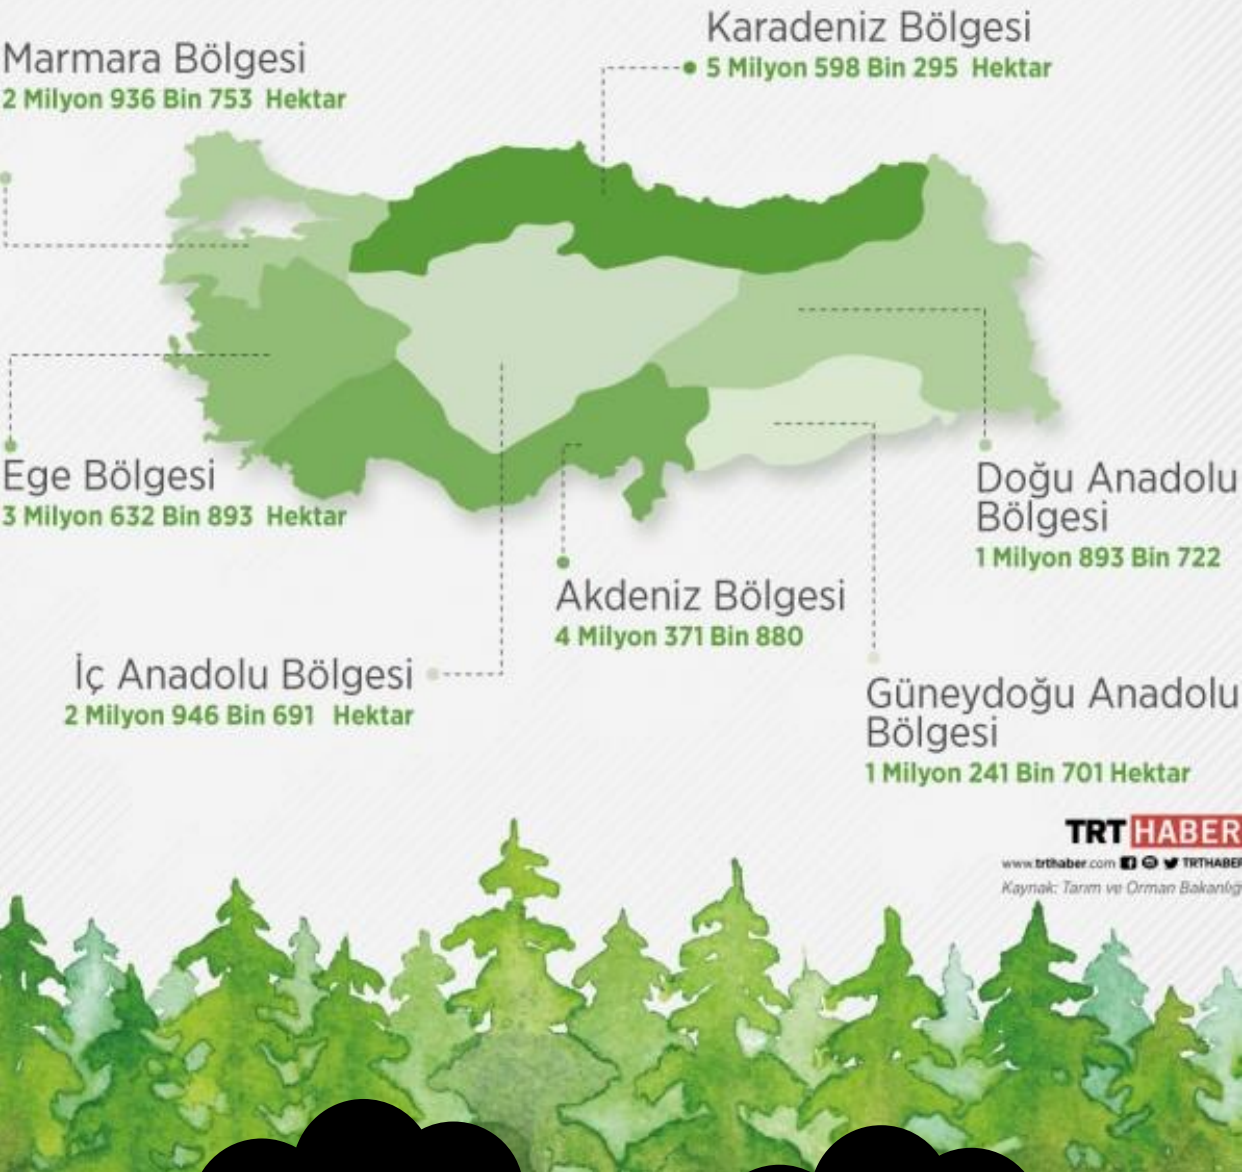 Karadeniz Bölgesi
5 Milyon 598 Bin 295 Hektar
Marmara Bölgesi
2 Milyon 936 Bin 753 Hektar
Ege Bölgesi
3 Milyon 632 Bin 893 Hektar
Doğu Anadolu
Bölgesi
1 Milyon 893 Bin 722
Akdeniz Bölgesi
4 Milyon 371 Bin 880
İç Anadolu Bölgesi
2 Milyon 946 Bin 691 Hektar
Güneydoğu Anadolu
Bölgesi
1 Milyon 241 Bin 701 Hektar
TRT HABER
www.trthaber.com TRTHABER
Kaynak: Tarım ve Orman Bakanlığı